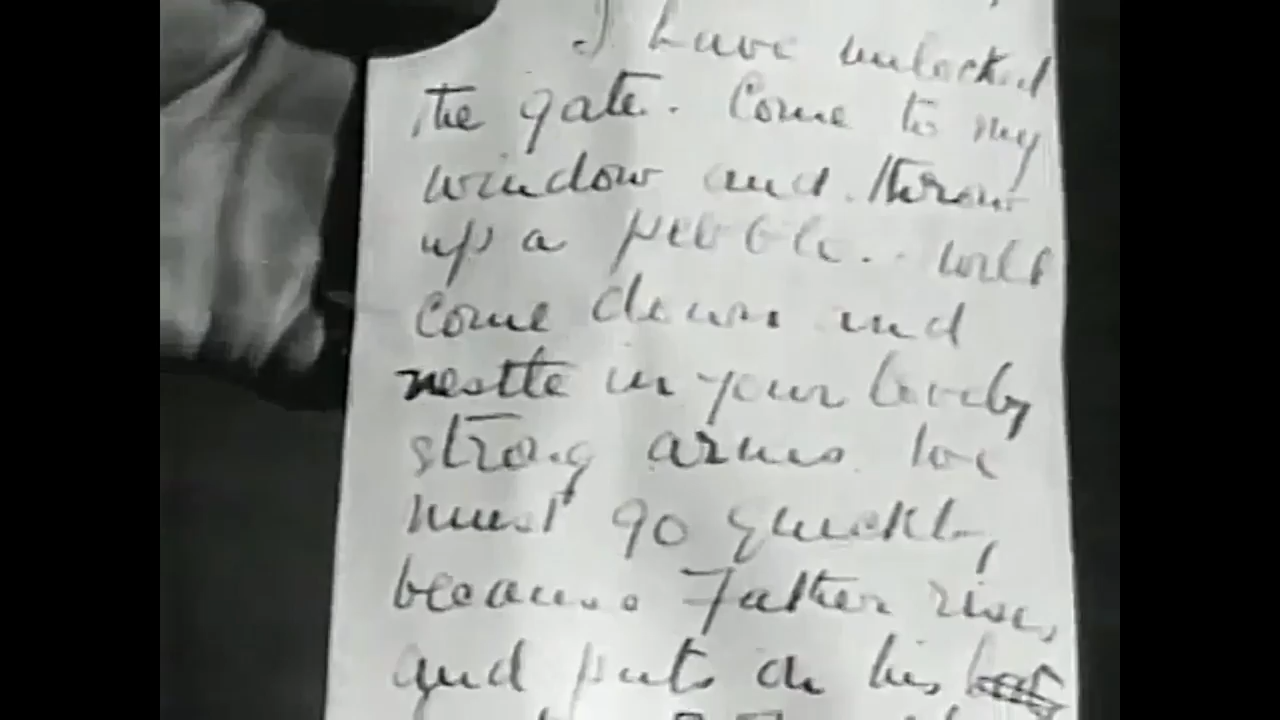 I have unlocked
the gate. Come to my
window and throw
up a pebble.. will
come down and
nestte in your lovely
strong arms. we
must go quickly,
because Father rises,
and puts on his